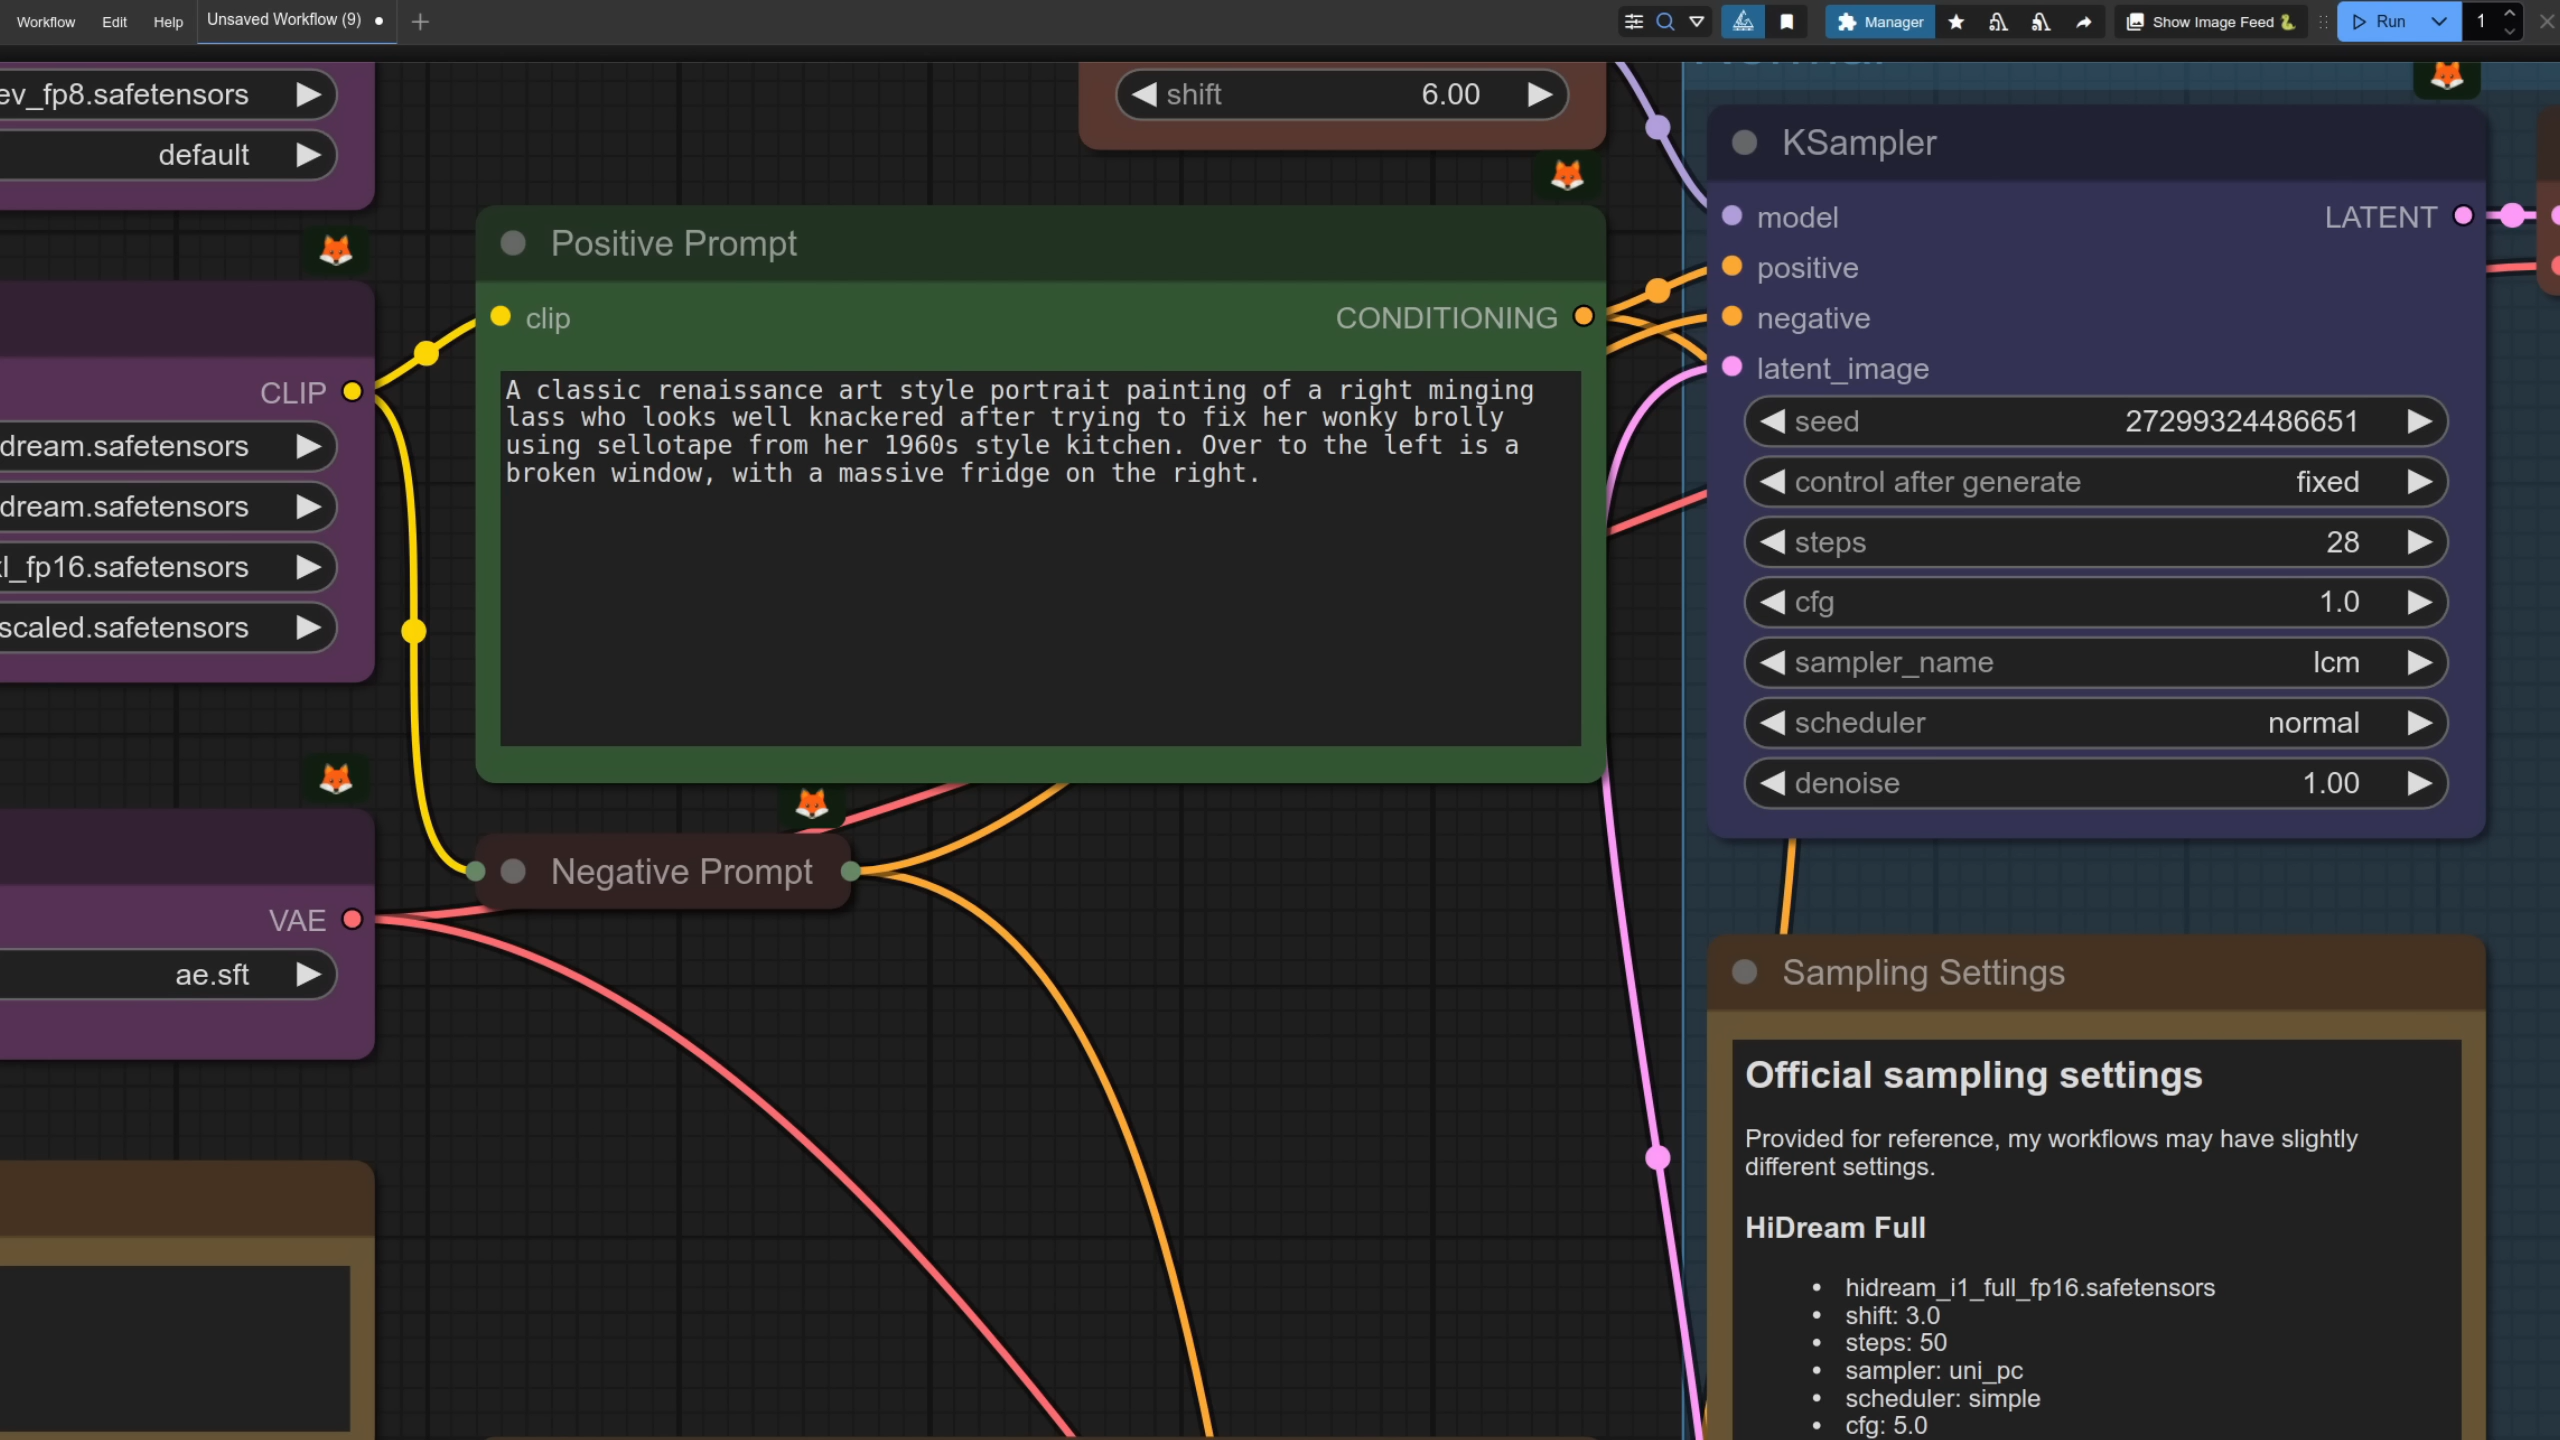 Workflow Edit Help Unsaved Workflow (9)
Manager Show Image Feed Run 1
ev_fp8.safetensors
default
CLIP
dream.safetensors
dream.safetensors
l_fp16.safetensors
scaled.safetensors
VAE
ae.sft
shift 6.00
Positive Prompt
clip CONDITIONING
A classic renaissance art style portrait painting of a right minging
lass who looks well knackered after trying to fix her wonky brolly
using sellotape from her 1960s style kitchen. Over to the left is a
broken window, with a massive fridge on the right.
Negative Prompt
KSampler
model LATENT
positive
negative
latent_image
seed 27299324486651
control after generate fixed
steps 28
cfg 1.0
sampler_name lcm
scheduler normal
denoise 1.00
Sampling Settings
Official sampling settings
Provided for reference, my workflows may have slightly
different settings.
HiDream Full
• hidream_i1_full_fp16.safetensors
• shift: 3.0
• steps: 50
• sampler: uni_pc
• scheduler: simple
• cfg: 5.0